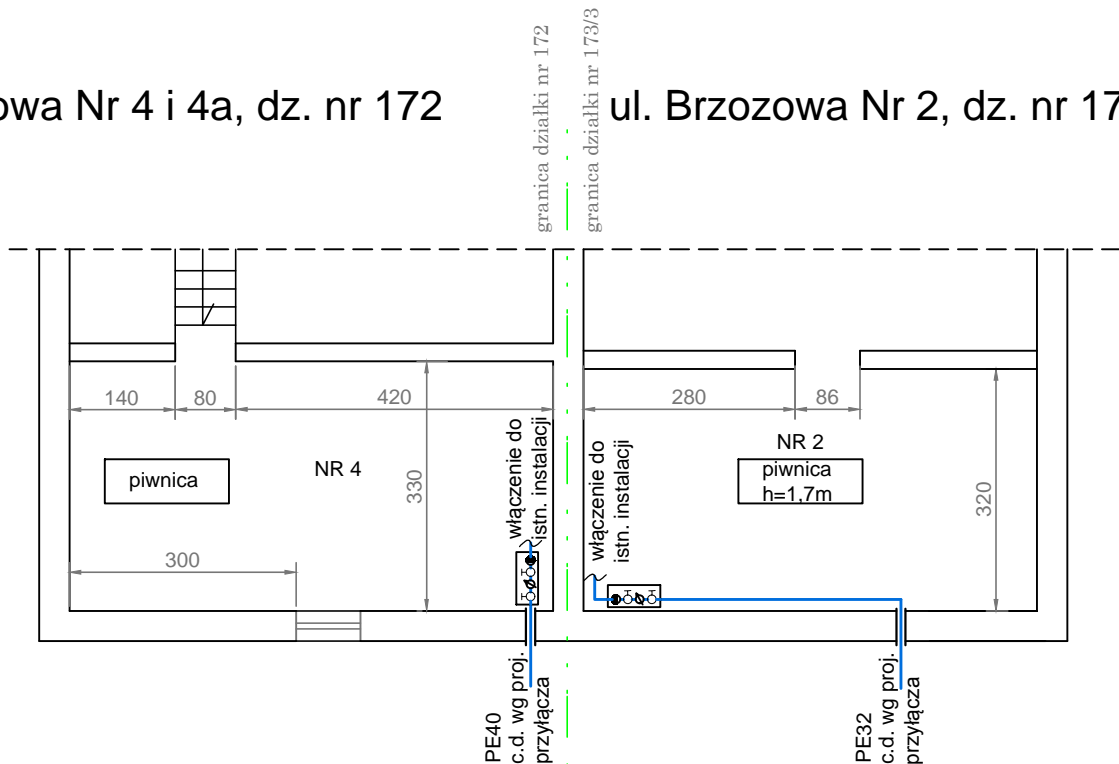 owa Nr 4 i 4a, dz. nr 172
granica działki nr 172
granica działki nr 173/3
ul. Brzozowa Nr 2, dz. nr 17
140
80
420
280
86
330
320
300
piwnica
NR 4
NR 2
piwnica
h=1,7m
włączenie do
istn. instalacji
włączenie do
istn. instalacji
PE40
c.d. wg proj.
przyłącza
PE32
c.d. wg proj.
przyłącza